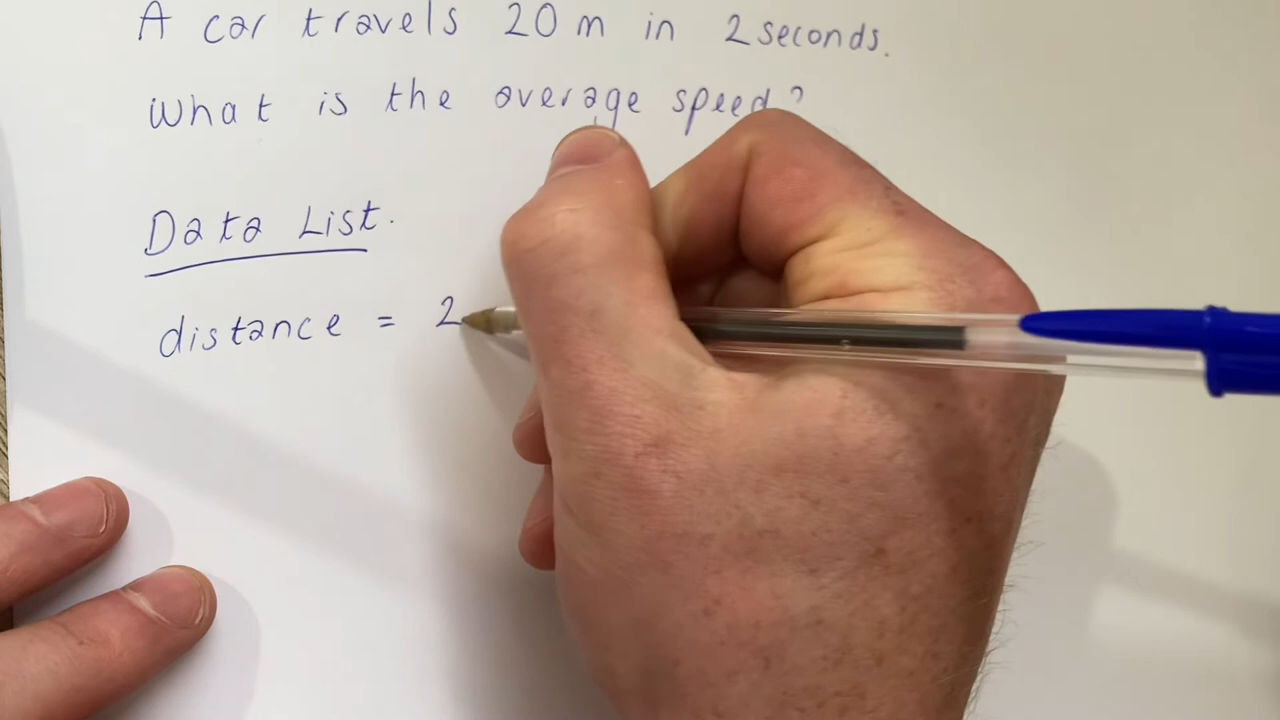 A car travels 20 m in 2 seconds.
What is the average speed?
Data List.
distance = 2